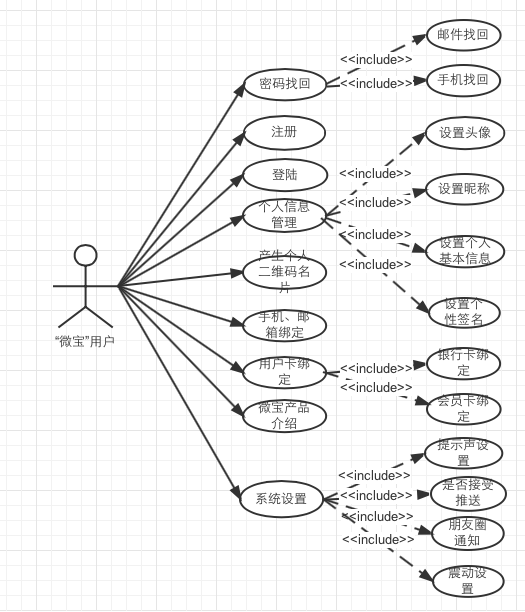 邮件找回
<<include>>
密码找回
<<include>>
手机找回
注册
设置头像
登陆
<<include>>
设置昵称
个人信息
管理
<<include>>
<<include>>
设置个人
基本信息
产生个人
二维码名
片
<<include>>
设置个
性签名
手机、邮
箱绑定
“微宝”用户
用户卡绑
定
<<include>>
银行卡绑
定
<<include>>
会员卡绑
定
微宝产品
介绍
提示声设
置
<<include>>
系统设置
<<include>>
是否接受
推送
<<include>>
朋友圈
通知
<<include>>
震动设
置